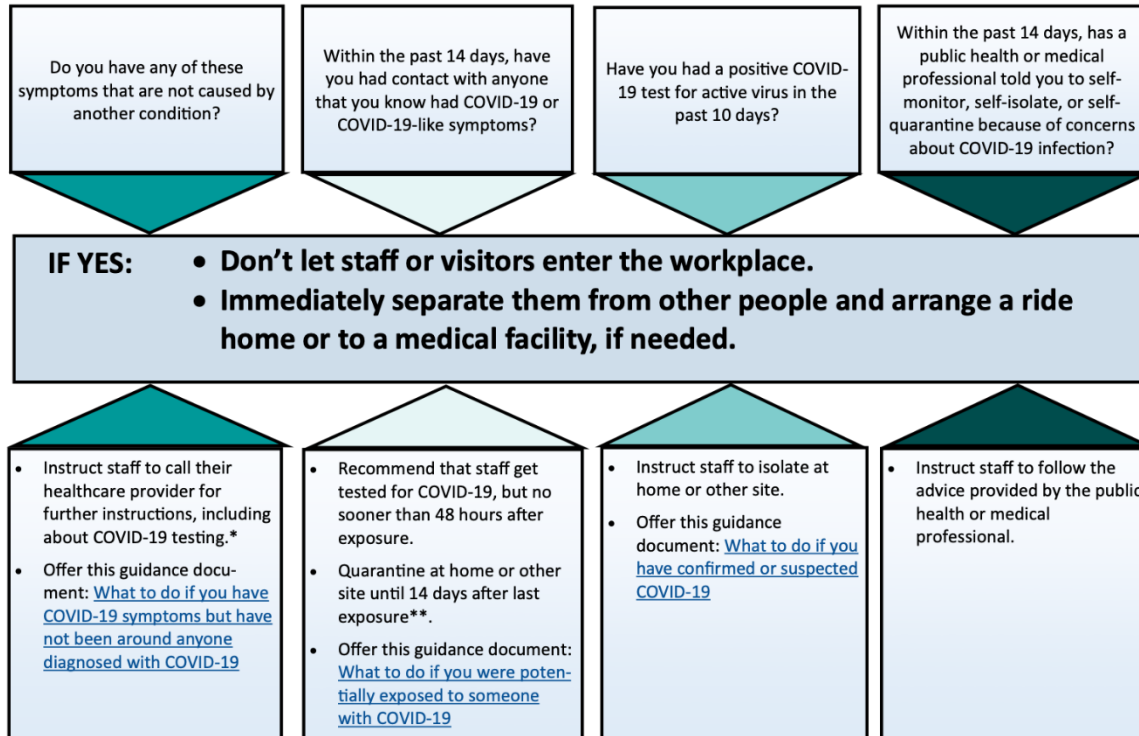 Do you have any of these
symptoms that are not caused by
another condition?
Within the past 14 days, have
you had contact with anyone
that you know had COVID-19 or
COVID-19-like symptoms?
Have you had a positive COVID-
19 test for active virus in the
past 10 days?
Within the past 14 days, has a
public health or medical
professional told you to self-
monitor, self-isolate, or self-
quarantine because of concerns
about COVID-19 infection?
IF YES:
• Don’t let staff or visitors enter the workplace.
• Immediately separate them from other people and arrange a ride
home or to a medical facility, if needed.
• Instruct staff to call their
healthcare provider for
further instructions, including
about COVID-19 testing.*
• Offer this guidance docu-
ment: What to do if you have
COVID-19 symptoms but have
not been around anyone
diagnosed with COVID-19
• Recommend that staff get
tested for COVID-19, but no
sooner than 48 hours after
exposure.
• Quarantine at home or other
site until 14 days after last
exposure**.
• Offer this guidance document:
What to do if you were poten-
tially exposed to someone
with COVID-19
• Instruct staff to isolate at
home or other site.
• Offer this guidance
document: What to do if you
have confirmed or suspected
COVID-19
• Instruct staff to follow the
advice provided by the public
health or medical
professional.